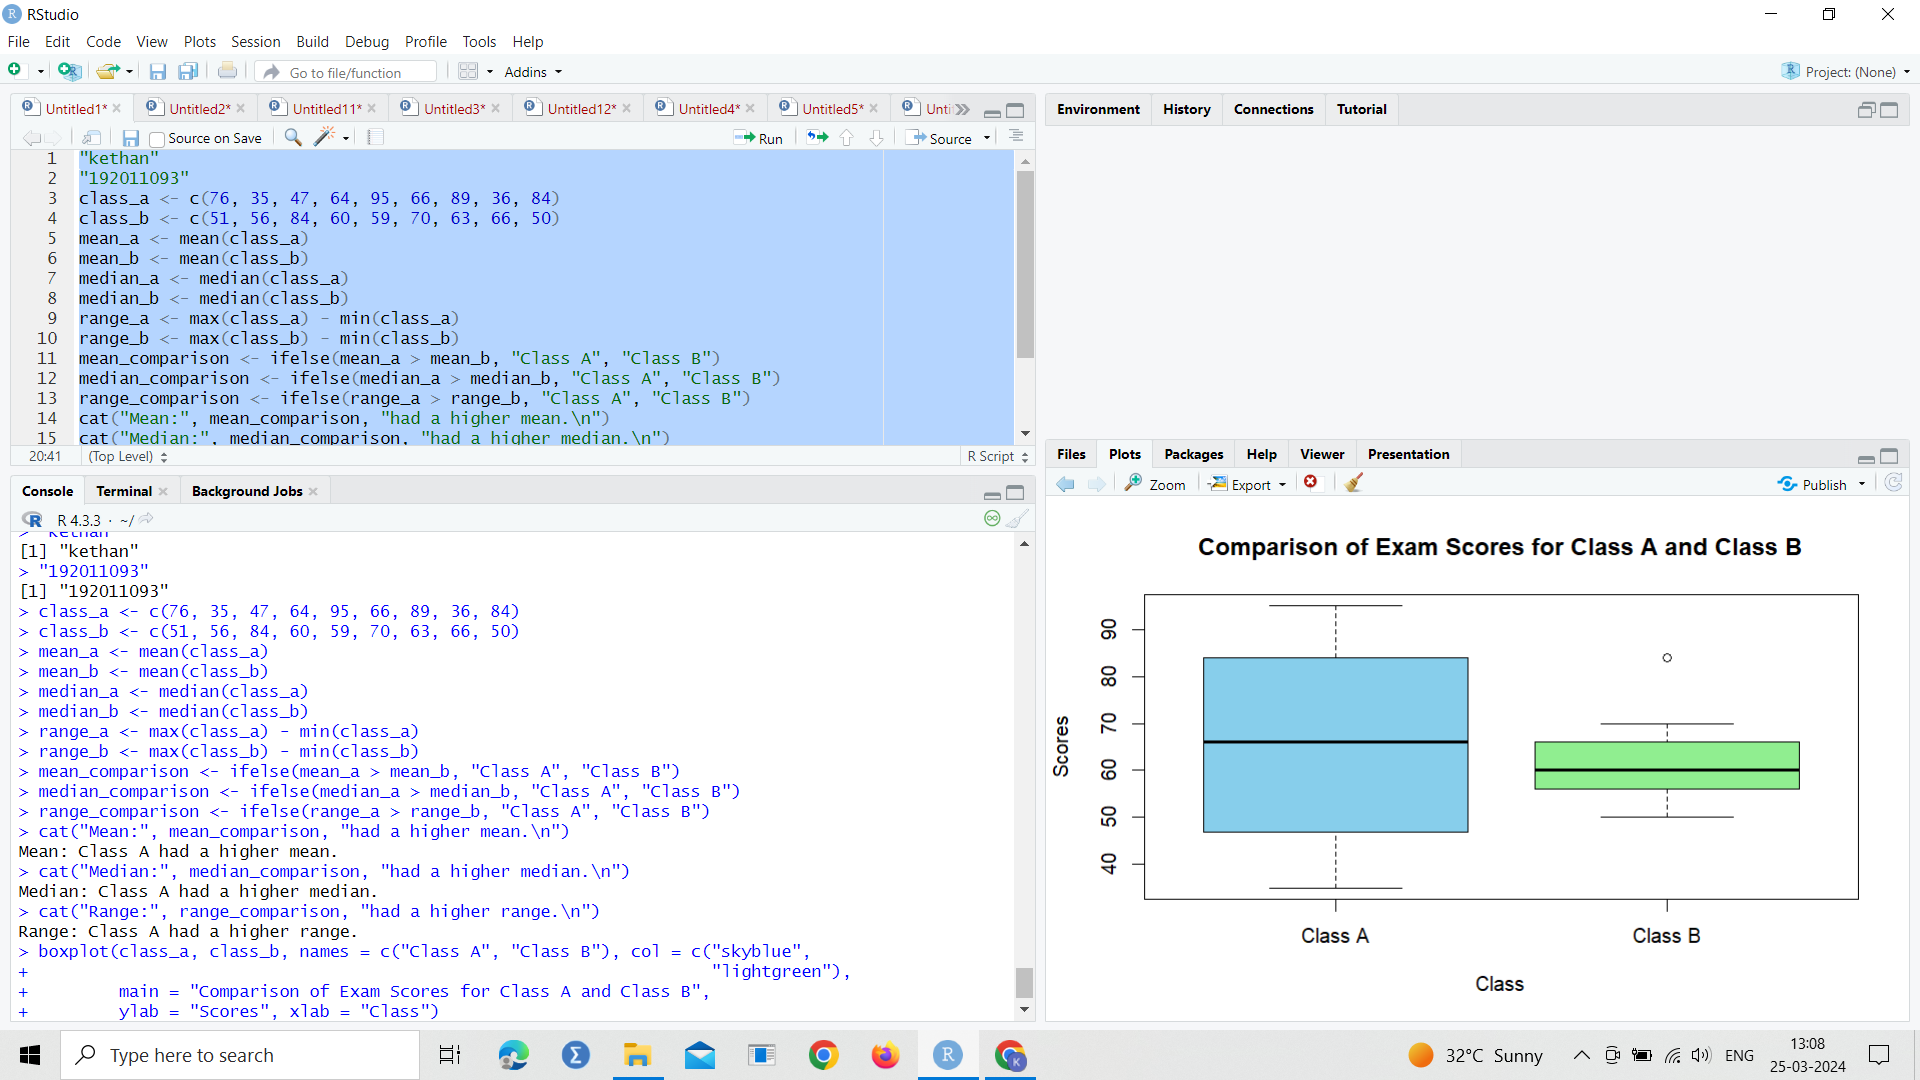 RStudio
File Edit Code View Plots Session Build Debug Profile Tools Help
Go to file/function
Addins
Project: (None)
Untitled1* Untitled2* Untitled11* Untitled3* Untitled12* Untitled4* Untitled5* Unti
Source on Save
Run
Source
1 "kethan"
2 "192011093"
3 class_a <- c(76, 35, 47, 64, 95, 66, 89, 36, 84)
4 class_b <- c(51, 56, 84, 60, 59, 70, 63, 66, 50)
5 mean_a <- mean(class_a)
6 mean_b <- mean(class_b)
7 median_a <- median(class_a)
8 median_b <- median(class_b)
9 range_a <- max(class_a) - min(class_a)
10 range_b <- max(class_b) - min(class_b)
11 mean_comparison <- ifelse(mean_a > mean_b, "Class A", "Class B")
12 median_comparison <- ifelse(median_a > median_b, "Class A", "Class B")
13 range_comparison <- ifelse(range_a > range_b, "Class A", "Class B")
14 cat("Mean:", mean_comparison, "had a higher mean.\n")
15 cat("Median:", median_comparison, "had a higher median.\n")
20:41 (Top Level) R Script
Console Terminal Background Jobs
R 4.3.3 · ~/
> "kethan"
[1] "kethan"
> "192011093"
[1] "192011093"
> class_a <- c(76, 35, 47, 64, 95, 66, 89, 36, 84)
> class_b <- c(51, 56, 84, 60, 59, 70, 63, 66, 50)
> mean_a <- mean(class_a)
> mean_b <- mean(class_b)
> median_a <- median(class_a)
> median_b <- median(class_b)
> range_a <- max(class_a) - min(class_a)
> range_b <- max(class_b) - min(class_b)
> mean_comparison <- ifelse(mean_a > mean_b, "Class A", "Class B")
> median_comparison <- ifelse(median_a > median_b, "Class A", "Class B")
> range_comparison <- ifelse(range_a > range_b, "Class A", "Class B")
> cat("Mean:", mean_comparison, "had a higher mean.\n")
Mean: Class A had a higher mean.
> cat("Median:", median_comparison, "had a higher median.\n")
Median: Class A had a higher median.
> cat("Range:", range_comparison, "had a higher range.\n")
Range: Class A had a higher range.
> boxplot(class_a, class_b, names = c("Class A", "Class B"), col = c("skyblue",
+ "lightgreen"),
+ main = "Comparison of Exam Scores for Class A and Class B",
+ ylab = "Scores", xlab = "Class")
Environment History Connections Tutorial
Files Plots Packages Help Viewer Presentation
Zoom Export Publish
Comparison of Exam Scores for Class A and Class B
Scores
90
80
70
60
50
40
Class A Class B
Class
Type here to search
32°C Sunny
ENG
13:08
25-03-2024